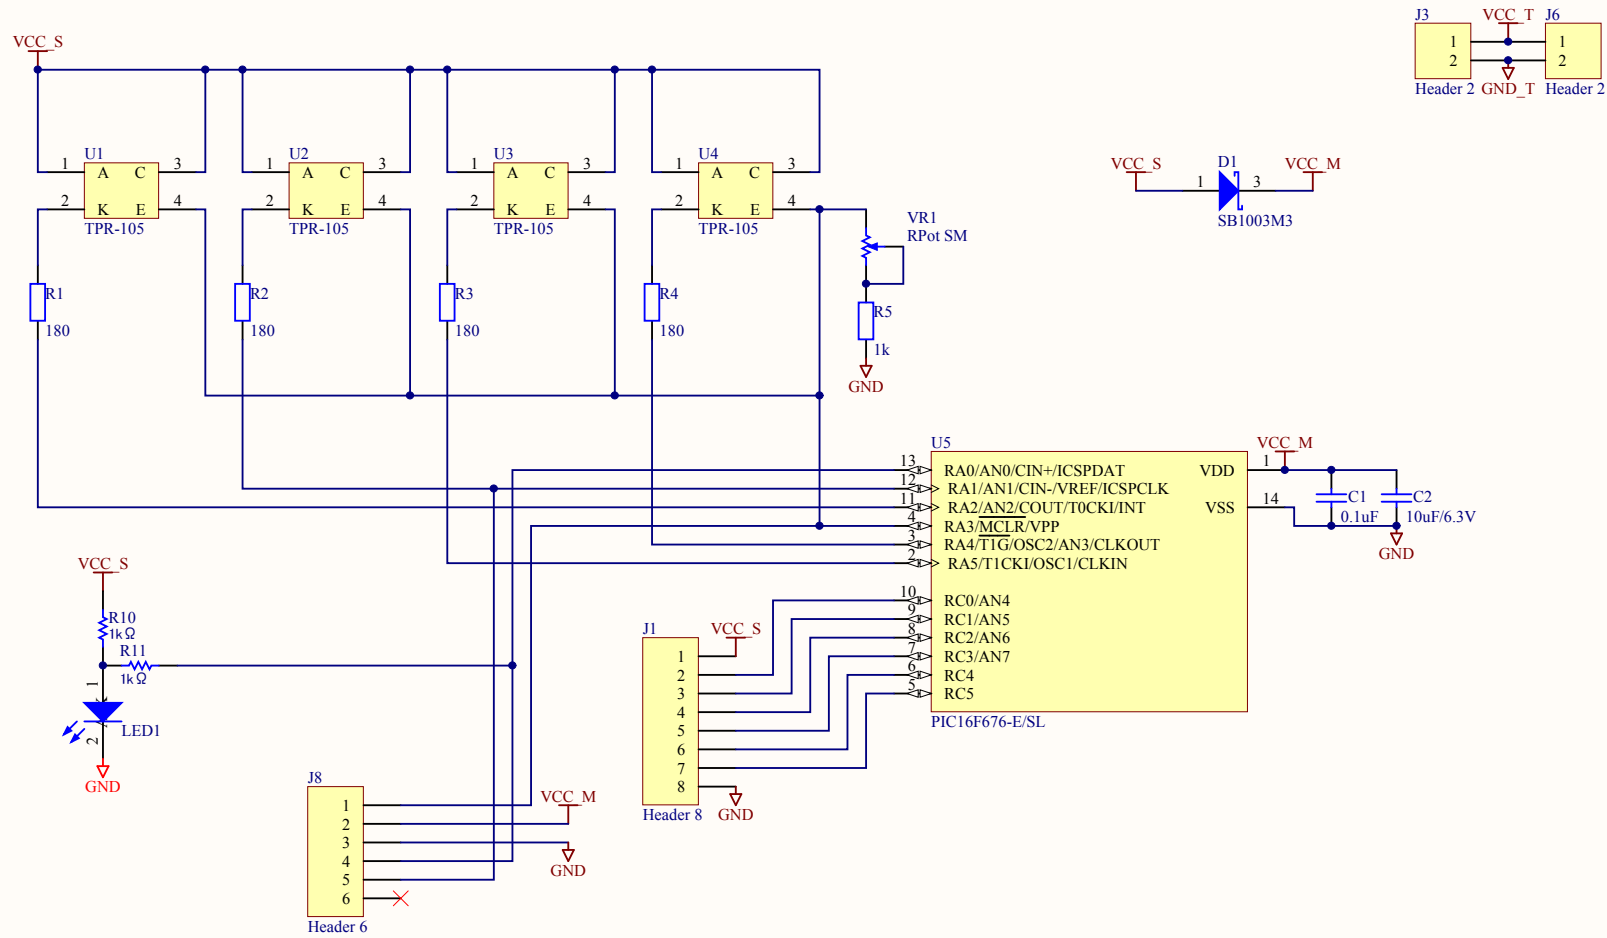 J3 VCC_T J6
1 1
2 2
Header 2 GND_T Header 2
VCC_S
U1 U2 U3 U4
1 A C 3 1 A C 3 1 A C 3 1 A C 3
2 K E 4 2 K E 4 2 K E 4 2 K E 4
TPR-105 TPR-105 TPR-105 TPR-105
VCC_S D1 VCC_M
1 3
SB1003M3
VR1
RPot SM
R1 R2 R3 R4
180 180 180 180
R5
1k
GND
U5
13 RA0/AN0/CIN+/ICSPDAT
12 RA1/AN1/CIN-/VREF/ICSPCLK
11 RA2/AN2/COUT/T0CKI/INT
4 RA3/MCLR/VPP
3 RA4/T1G/OSC2/AN3/CLKOUT
2 RA5/T1CKI/OSC1/CLKIN
10 RC0/AN4
9 RC1/AN5
8 RC2/AN6
7 RC3/AN7
6 RC4
5 RC5
PIC16F676-E/SL
VDD 1
VSS 14
VCC_M
C1 C2
0.1uF 10uF/6.3V
GND
VCC_S
R10
1kΩ
R11
1kΩ
1
LED1
2
GND
J1 VCC_S
1
2
3
4
5
6
7
8
Header 8 GND
J8
1
2
3
4
5
6
Header 6
VCC_M
GND